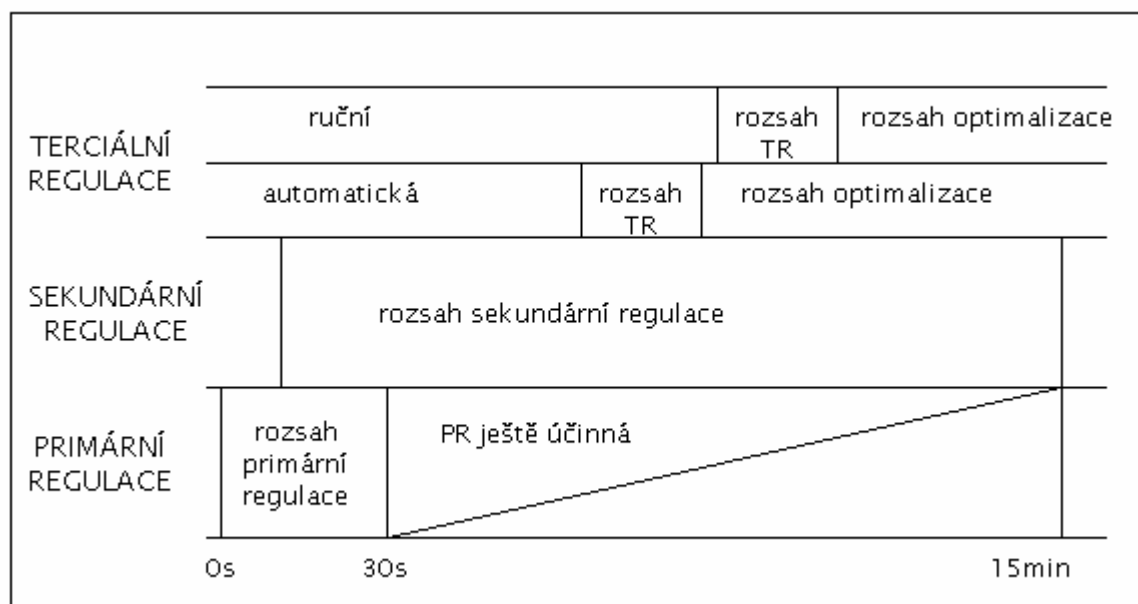 TERCIÁLNÍ
REGULACE
ruční
rozsah
TR
rozsah optimalizace
automatická
rozsah
TR
rozsah optimalizace
SEKUNDÁRNÍ
REGULACE
rozsah sekundární regulace
PRIMÁRNÍ
REGULACE
rozsah
primární
regulace
PR ještě účinná
0s
30s
15min